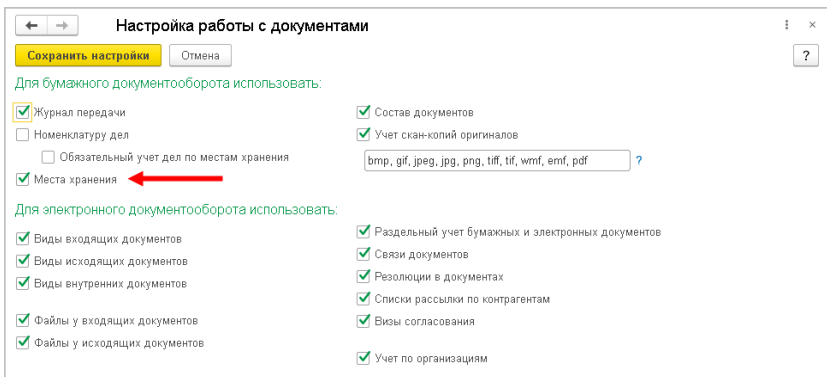 Настройка работы с документами
Сохранить настройки Отмена ?
Для бумажного документооборота использовать:
Журнал передачи
Номенклатуру дел
Обязательный учет дел по местам хранения
Места хранения
Состав документов
Учет скан-копий оригиналов
bmp, gif, jpeg, jpg, png, tiff, tif, wmf, emf, pdf ?
Для электронного документооборота использовать:
Виды входящих документов
Виды исходящих документов
Виды внутренних документов
Файлы у входящих документов
Файлы у исходящих документов
Раздельный учет бумажных и электронных документов
Связи документов
Резолюции в документах
Списки рассылки по контрагентам
Визы согласования
Учет по организациям